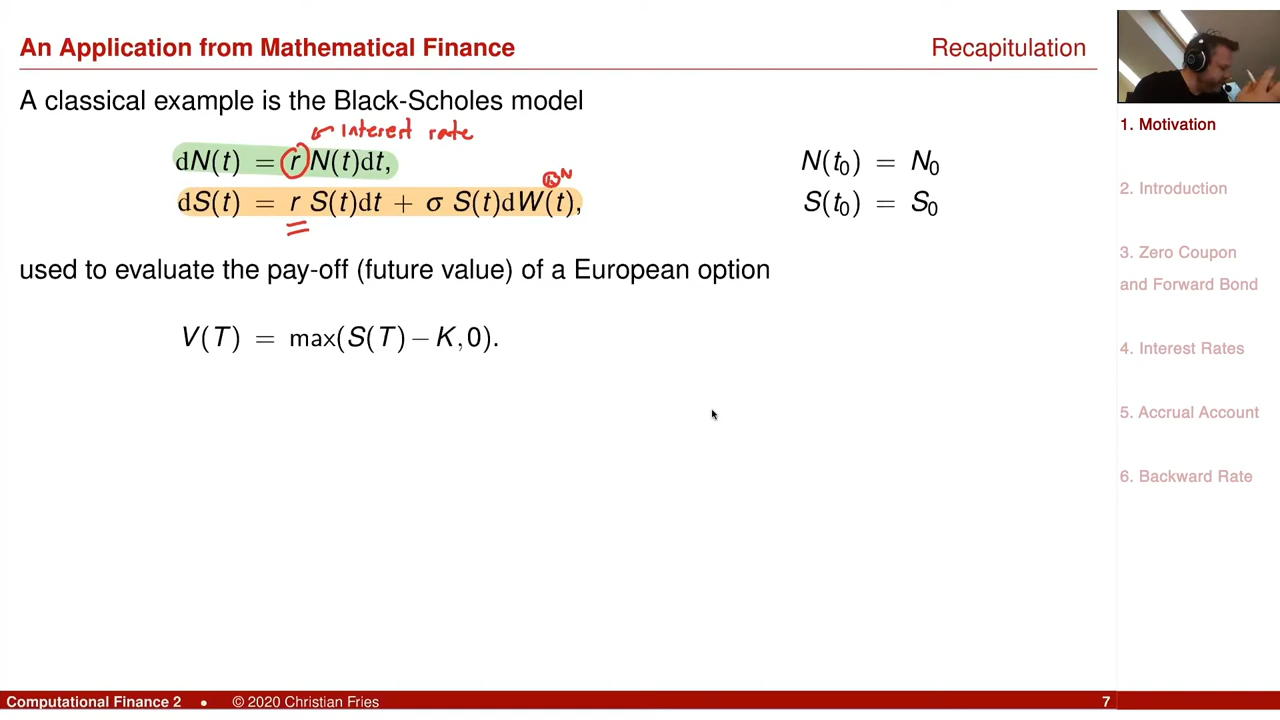 An Application from Mathematical Finance
Recapitulation
A classical example is the Black-Scholes model
← Interest rate
dN(t) = r N(t)dt, N(t₀) = N₀
dS(t) = r S(t)dt + σ S(t)dW^{ℚ^N}(t), S(t₀) = S₀
used to evaluate the pay-off (future value) of a European option
V(T) = max(S(T) − K, 0).
1. Motivation
2. Introduction
3. Zero Coupon
and Forward Bond
4. Interest Rates
5. Accrual Account
6. Backward Rate
Computational Finance 2 • © 2020 Christian Fries 7